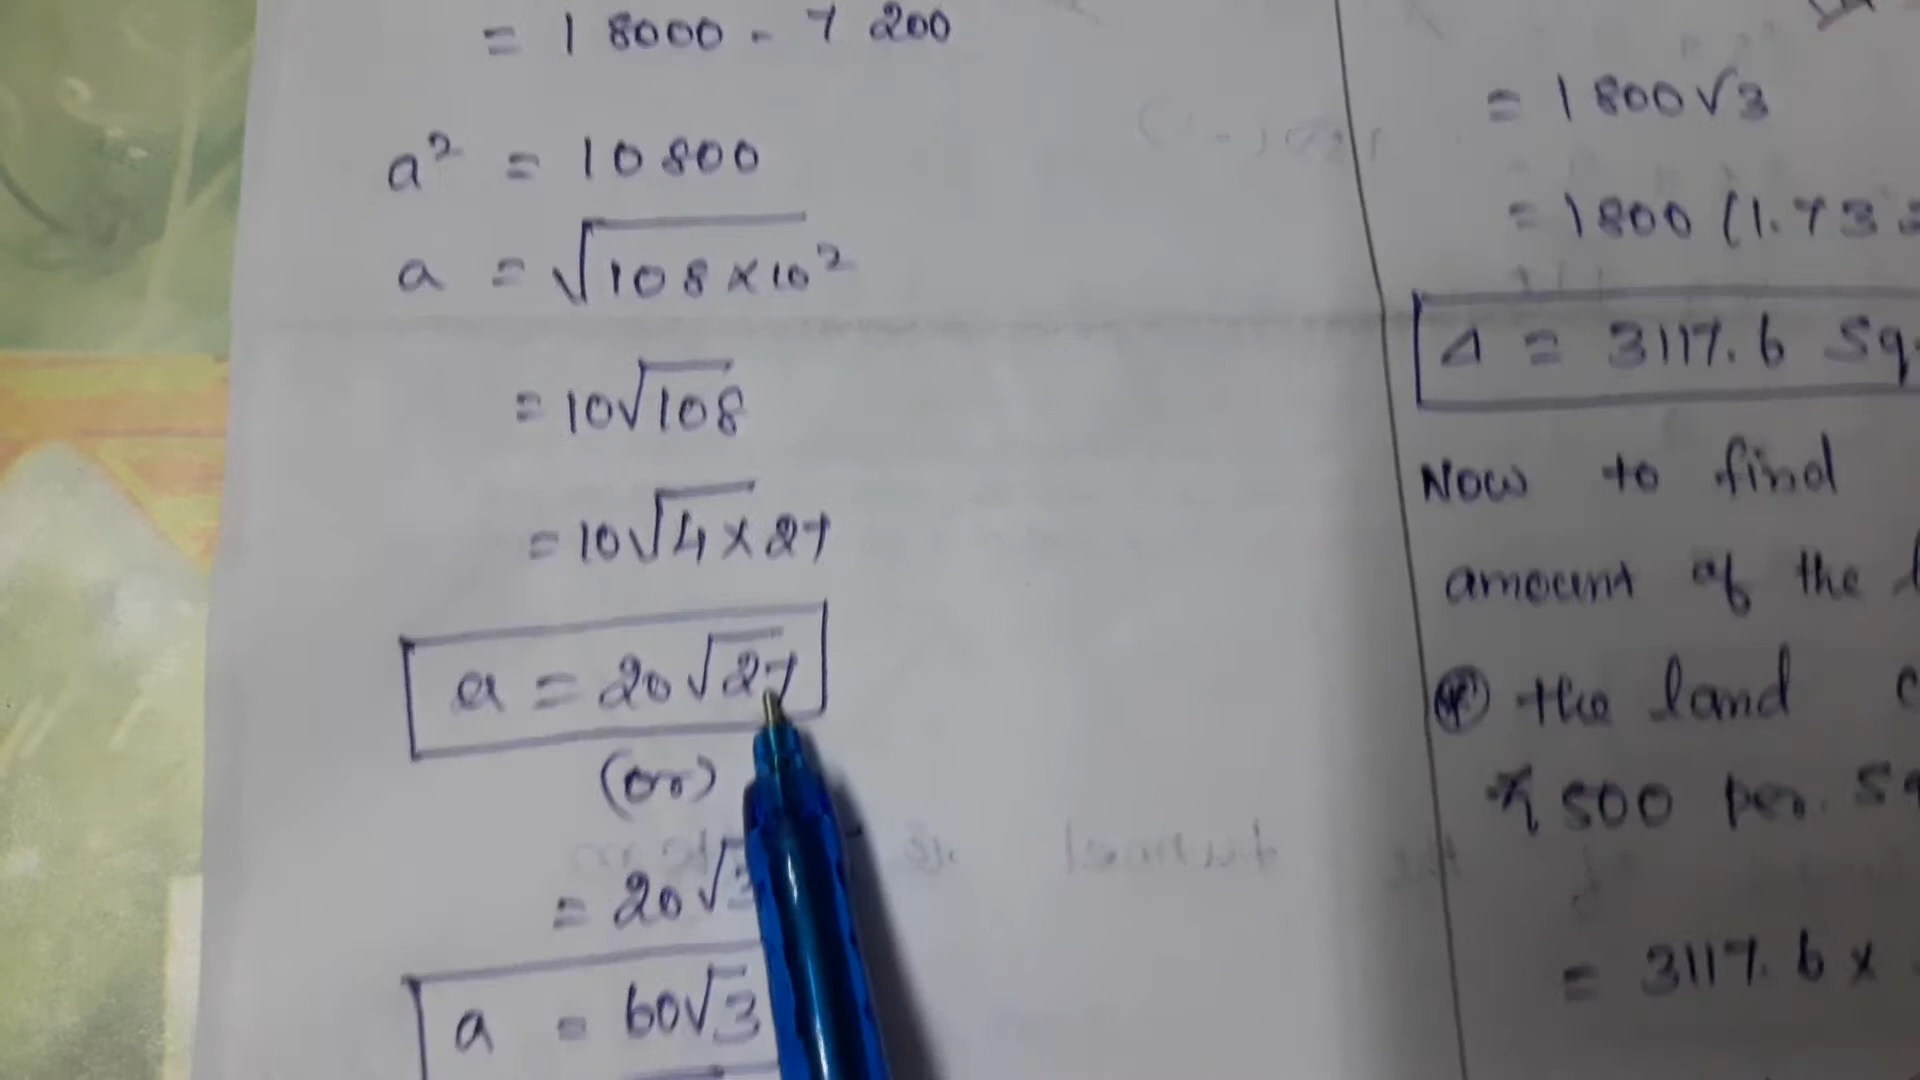 = 18000 - 7200
a² = 10800
a = √108×10²
= 10√108
= 10√4×27
a = 20√27
(or)
= 20√3
a = 60√3
= 1800√3
= 1800 (1.73
Δ = 3117.6 Sq.
Now to find
amount of the
the land
₹ 500 per Sq
= 3117.6 ×